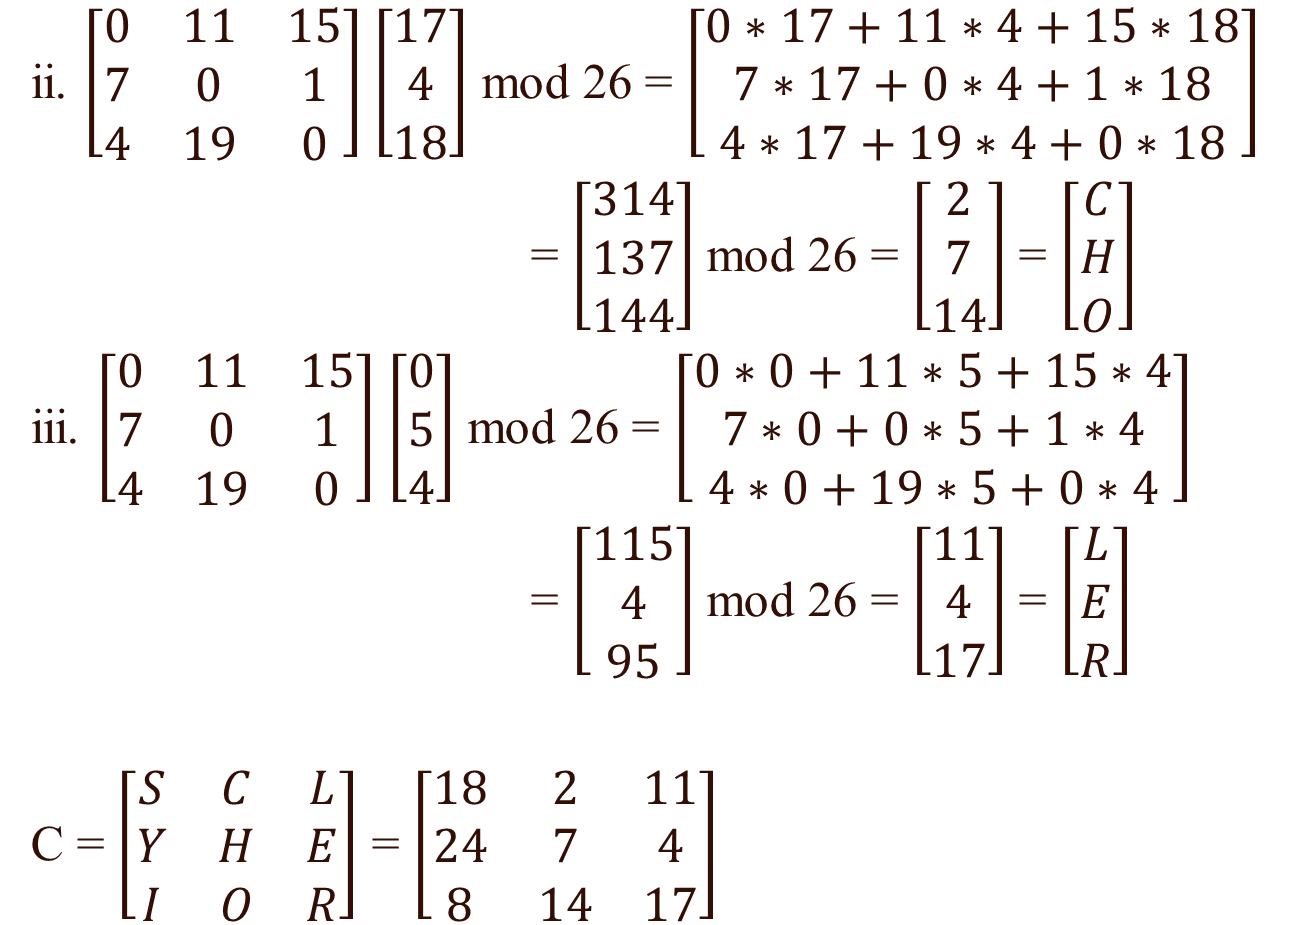 ii. [0 11 15; 7 0 1; 4 19 0] [17; 4; 18] mod 26 = [0 * 17 + 11 * 4 + 15 * 18; 7 * 17 + 0 * 4 + 1 * 18; 4 * 17 + 19 * 4 + 0 * 18]
= [314; 137; 144] mod 26 = [2; 7; 14] = [C; H; O]
iii. [0 11 15; 7 0 1; 4 19 0] [0; 5; 4] mod 26 = [0 * 0 + 11 * 5 + 15 * 4; 7 * 0 + 0 * 5 + 1 * 4; 4 * 0 + 19 * 5 + 0 * 4]
= [115; 4; 95] mod 26 = [11; 4; 17] = [L; E; R]
C = [S C L; Y H E; I O R] = [18 2 11; 24 7 4; 8 14 17]